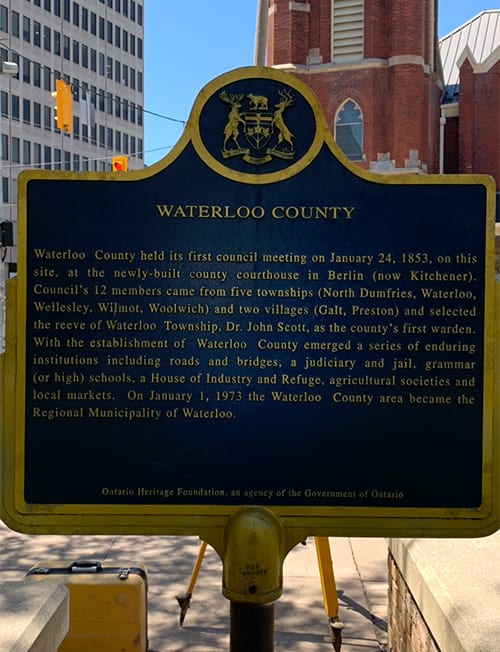 WATERLOO COUNTY
Waterloo County held its first council meeting on January 24, 1853, on this
site, at the newly-built county courthouse in Berlin (now Kitchener).
Council's 12 members came from five townships (North Dumfries, Waterloo,
Wellesley, Wilmot, Woolwich) and two villages (Galt, Preston) and selected
the reeve of Waterloo Township, Dr. John Scott, as the county's first warden.
With the establishment of Waterloo County emerged a series of enduring
institutions including roads and bridges, a judiciary and jail, grammar
(or high) schools, a House of Industry and Refuge, agricultural societies and
local markets. On January 1, 1973 the Waterloo County area became the
Regional Municipality of Waterloo.
Ontario Heritage Foundation, an agency of the Government of Ontario